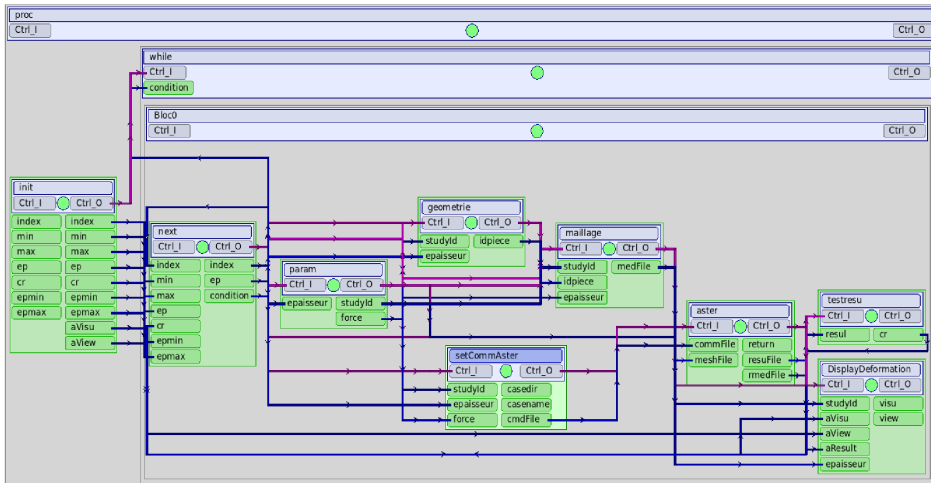 proc
Ctrl_I Ctrl_O
while
Ctrl_I Ctrl_O
condition
Bloc0
Ctrl_I Ctrl_O
init
Ctrl_I Ctrl_O
index index
min min
max max
ep ep
cr cr
epmin epmin
epmax epmax
aVisu
aView
next
Ctrl_I Ctrl_O
index index
min ep
max condition
ep
cr
epmin
epmax
param
Ctrl_I Ctrl_O
epaisseur studyId
force
geometrie
Ctrl_I Ctrl_O
studyId idpiece
epaisseur
setCommAster
Ctrl_I Ctrl_O
studyId casedir
epaisseur casename
force cmdFile
maillage
Ctrl_I Ctrl_O
studyId medFile
idpiece
epaisseur
aster
Ctrl_I Ctrl_O
commFile return
meshFile resuFile
rmedFile
testresu
Ctrl_I Ctrl_O
resul cr
DisplayDeformation
Ctrl_I Ctrl_O
studyId visu
aVisu view
aView
aResult
epaisseur